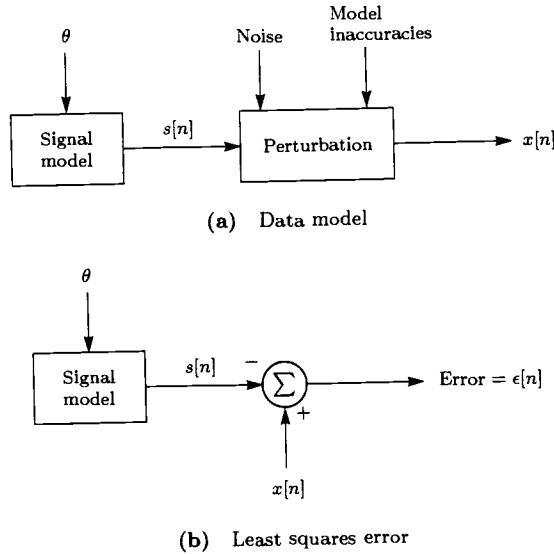 θ
Noise
Model
inaccuracies
Signal
model
s[n]
Perturbation
x[n]
(a) Data model
θ
Signal
model
s[n]
−
Σ
+
Error = ϵ[n]
x[n]
(b) Least squares error